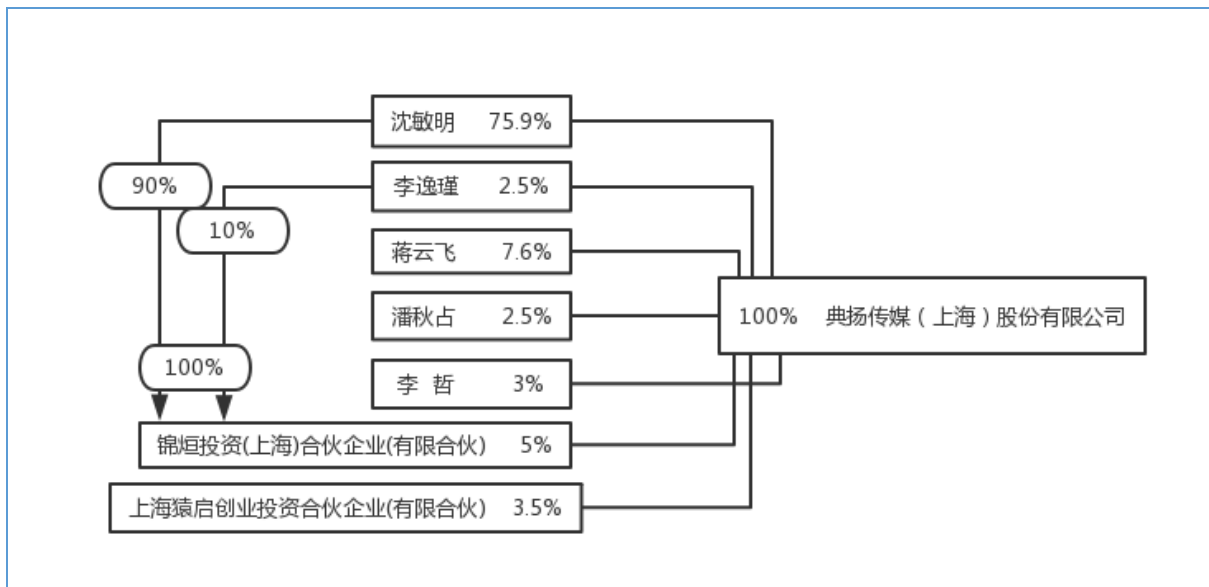 沈敏明 75.9%
90%
李逸瑾 2.5%
10%
蒋云飞 7.6%
潘秋占 2.5%
100% 典扬传媒（上海）股份有限公司
100%
李 哲 3%
锦烜投资(上海)合伙企业(有限合伙) 5%
上海猿启创业投资合伙企业(有限合伙) 3.5%